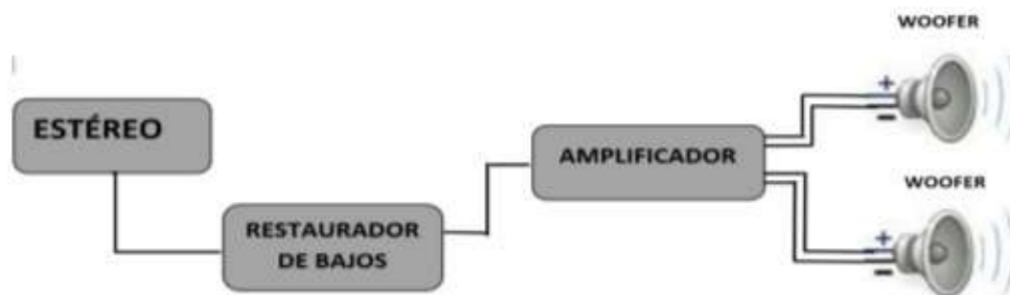 WOOFER
ESTÉREO
+
-
AMPLIFICADOR
WOOFER
RESTAURADOR
DE BAJOS
+
-